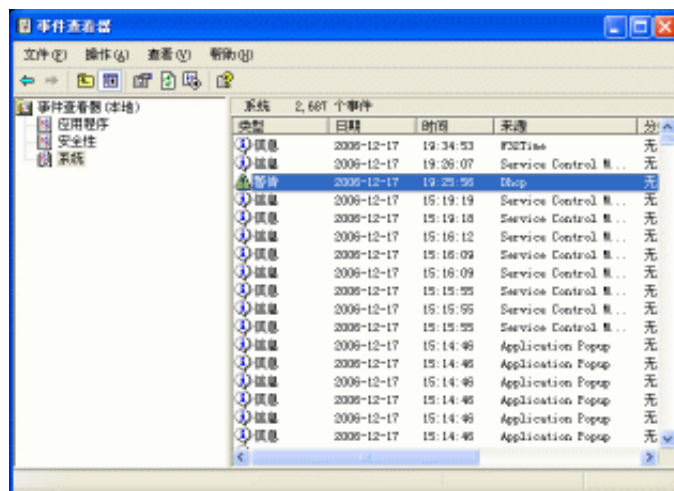 事件查看器
文件(F) 操作(A) 查看(V) 帮助(H)
事件查看器(本地)
应用程序
安全性
系统
系统 2,687 个事件
类型 日期 时间 来源 分
信息 2006-12-17 19:34:53 W32Time 无
信息 2006-12-17 19:26:07 Service Control M... 无
警告 2006-12-17 19:25:56 Dhcp 无
信息 2006-12-17 15:19:19 Service Control M... 无
信息 2006-12-17 15:19:18 Service Control M... 无
信息 2006-12-17 15:16:12 Service Control M... 无
信息 2006-12-17 15:16:09 Service Control M... 无
信息 2006-12-17 15:16:09 Service Control M... 无
信息 2006-12-17 15:15:55 Service Control M... 无
信息 2006-12-17 15:15:55 Service Control M... 无
信息 2006-12-17 15:15:55 Service Control M... 无
信息 2006-12-17 15:14:46 Application Popup 无
信息 2006-12-17 15:14:46 Application Popup 无
信息 2006-12-17 15:14:46 Application Popup 无
信息 2006-12-17 15:14:46 Application Popup 无
信息 2006-12-17 15:14:46 Application Popup 无